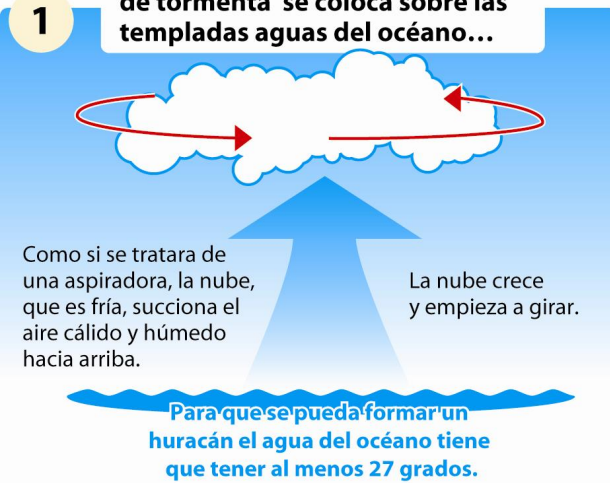 1
de tormenta se coloca sobre las
templadas aguas del océano...
Como si se tratara de
una aspiradora, la nube,
que es fría, succiona el
aire cálido y húmedo
hacia arriba.
La nube crece
y empieza a girar.
Para que se pueda formar un
huracán el agua del océano tiene
que tener al menos 27 grados.